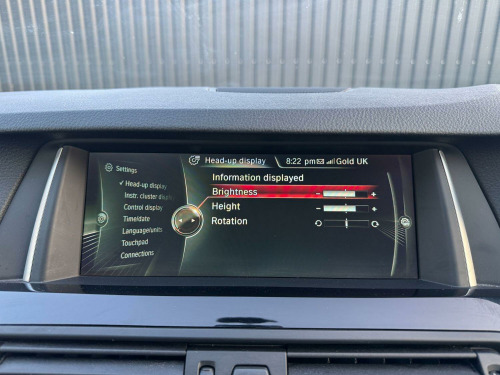 Head-up display 8:22 pm Gold UK
Settings
Head-up display
Instr. cluster displ
Control display
Time/date
Language/units
Touchpad
Connections
Information displayed
Brightness
Height
Rotation